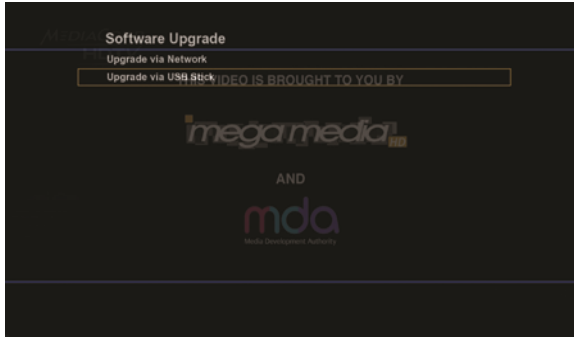 Software Upgrade
Upgrade via Network
Upgrade via USB Stick
THIS VIDEO IS BROUGHT TO YOU BY
megamedia HD
AND
mda
Media Development Authority